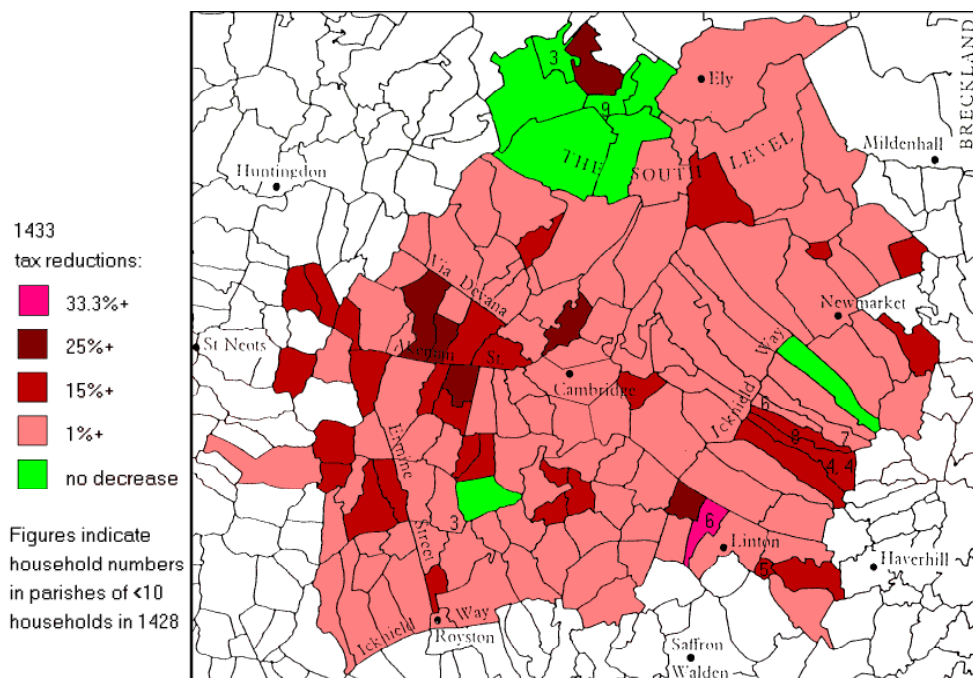 1433
tax reductions:
33.3%+
25%+
15%+
1%+
no decrease
Figures indicate
household numbers
in parishes of <10
households in 1428
3
9
Ely
BRECKLAND
Mildenhall
THE SOUTH LEVEL
Huntingdon
Via Devana
Newmarket
St Neots
Akeman St.
Cambridge
Icknield Way
6
7
8
4
4
Ermine Street
3
6
Linton
5
Haverhill
Icknield Way
Royston
Saffron
Walden